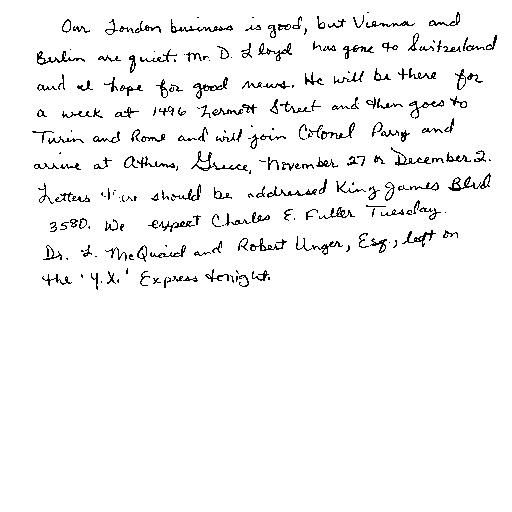 Our London business is good, but Vienna and
Berlin are quiet. Mr. D. Lloyd has gone to Switzerland
and I hope for good news. He will be there for
a week at 1496 Zermott Street and then goes to
Turin and Rome and will join Colonel Parry and
arrive at Athens, Greece, November 27 or December 2.
Letters there should be addressed King James Blvd
3580. We expect Charles E. Fuller Tuesday.
Dr. L. McQuaid and Robert Unger, Esq., left on
the 'Y.X.' Express tonight.